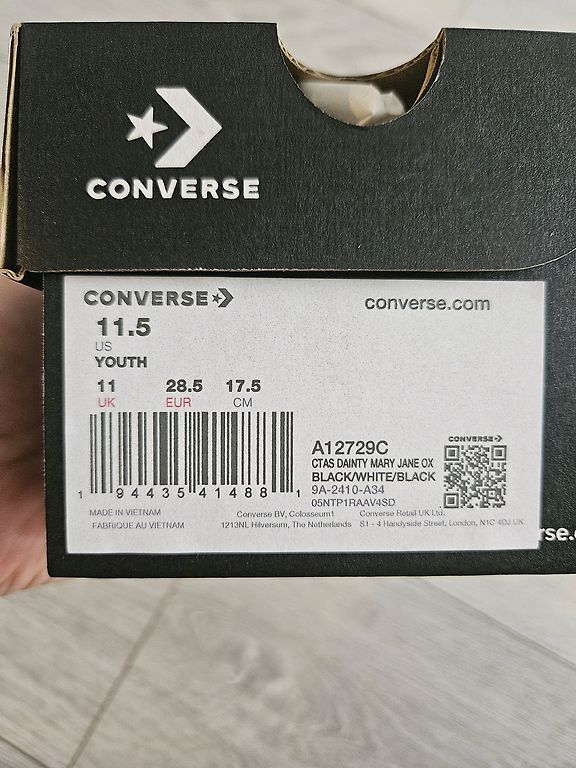 CONVERSE
CONVERSE
converse.com
11.5
US
YOUTH
11 28.5 17.5
UK EUR CM
1 94435 41488 1
A12729C
CTAS DAINTY MARY JANE OX
BLACK/WHITE/BLACK
9A-2410-A34
05NTP1RAAV4SD
CONVERSE
MADE IN VIETNAM
FABRIQUE AU VIETNAM
Converse BV, Colosseum1
1213NL Hilversum, The Netherlands
Converse Retail UK Ltd.
S1 - 4 Handyside Street, London, N1C 4DJ UK
rse.c